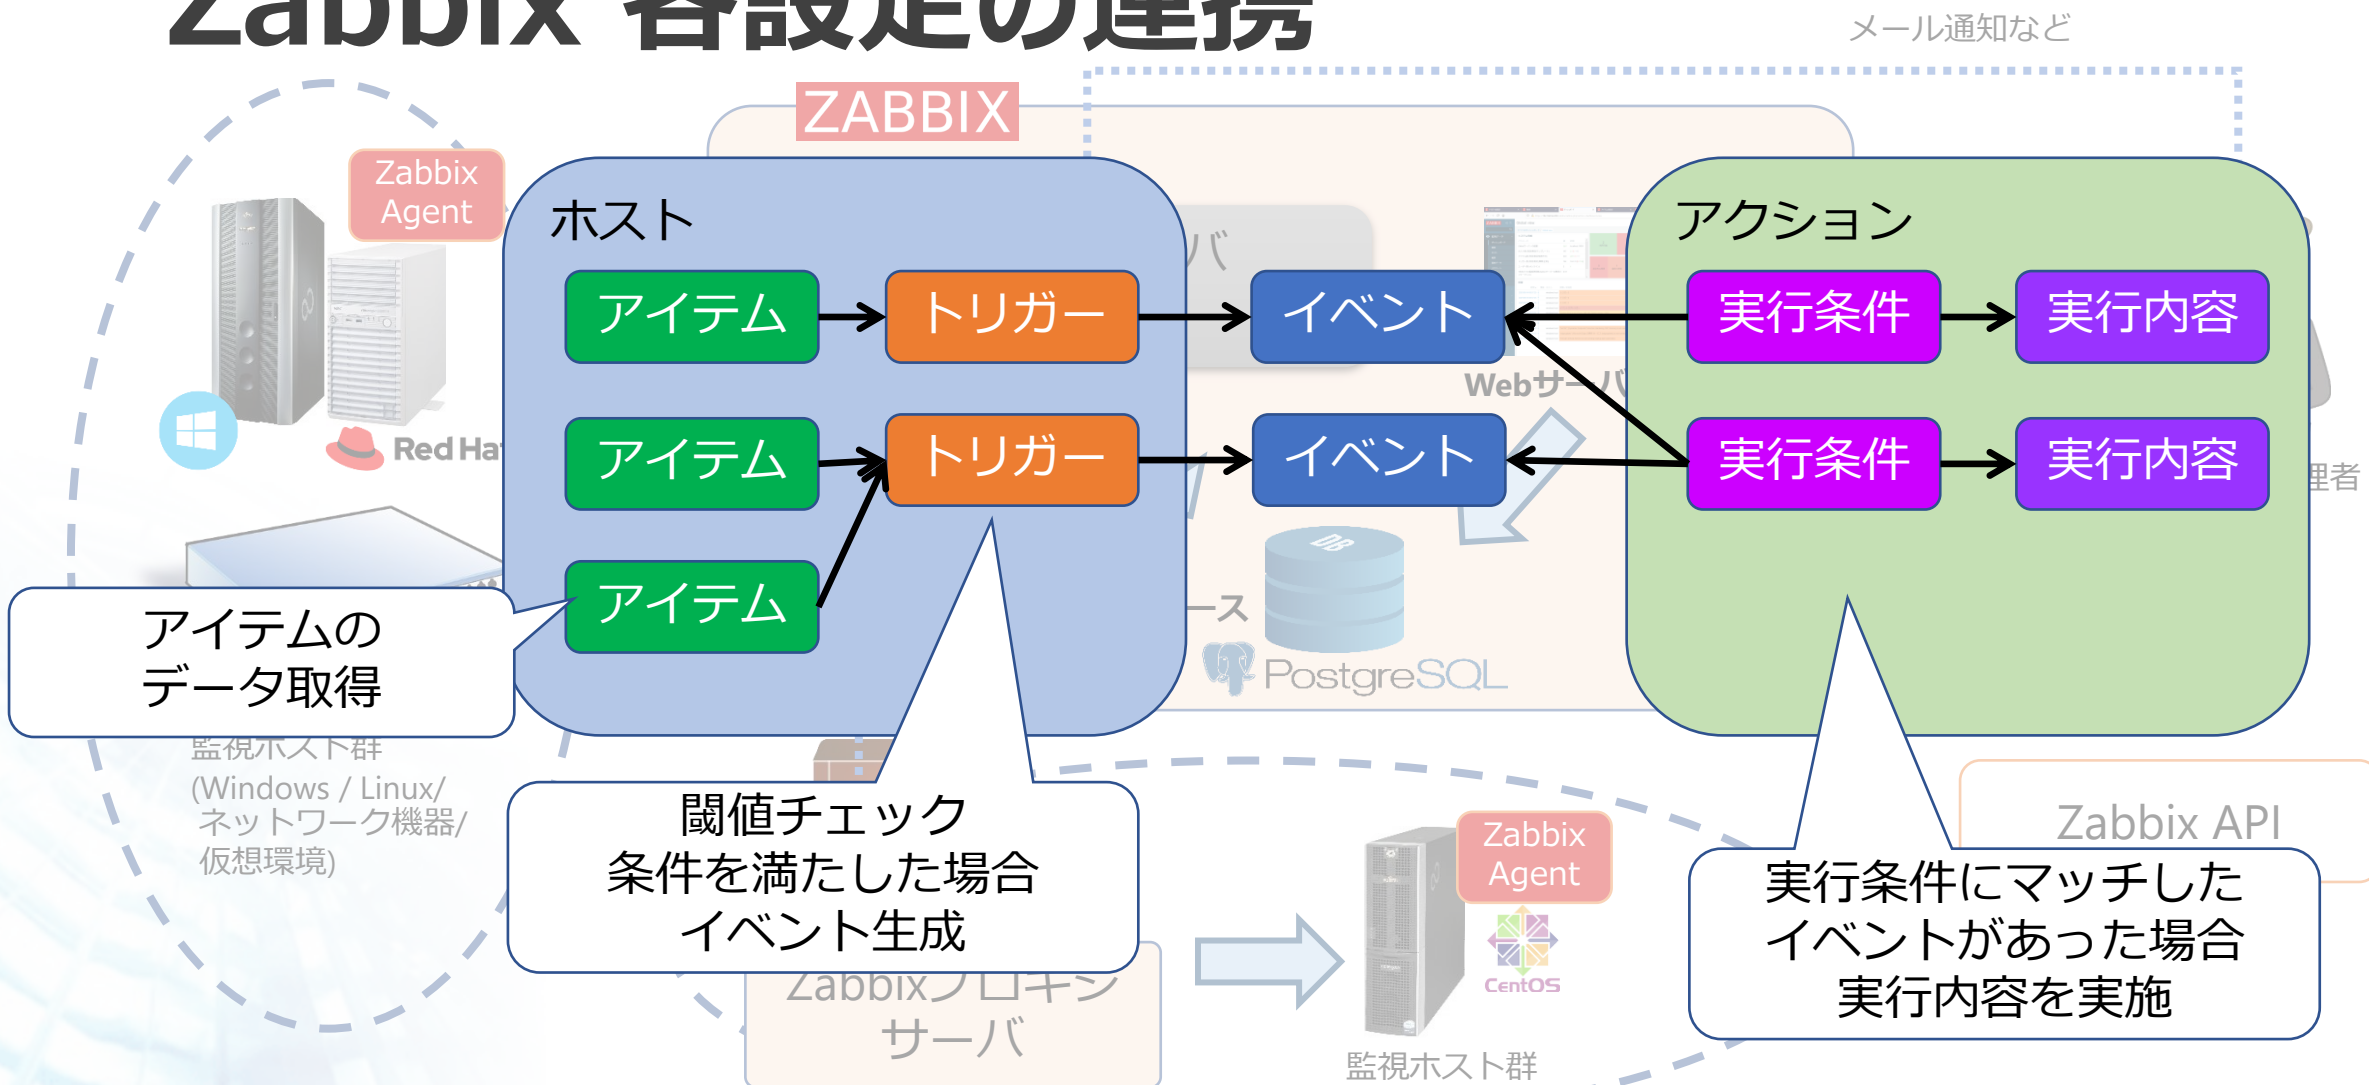 Zabbix 各設定の連携
メール通知など
ZABBIX
Zabbix
Agent
ホスト
バ
アクション
アイテム
トリガー
イベント
実行条件
実行内容
Webサーバ
アイテム
トリガー
イベント
実行条件
実行内容
Red Ha
理者
DB
アイテム
ース
PostgreSQL
アイテムの
データ取得
監視ホスト群
(Windows / Linux/
ネットワーク機器/
仮想環境)
閾値チェック
条件を満たした場合
イベント生成
Zabbix
Agent
CentOS
Zabbix API
実行条件にマッチした
イベントがあった場合
実行内容を実施
Zabbixプロキシ
サーバ
監視ホスト群